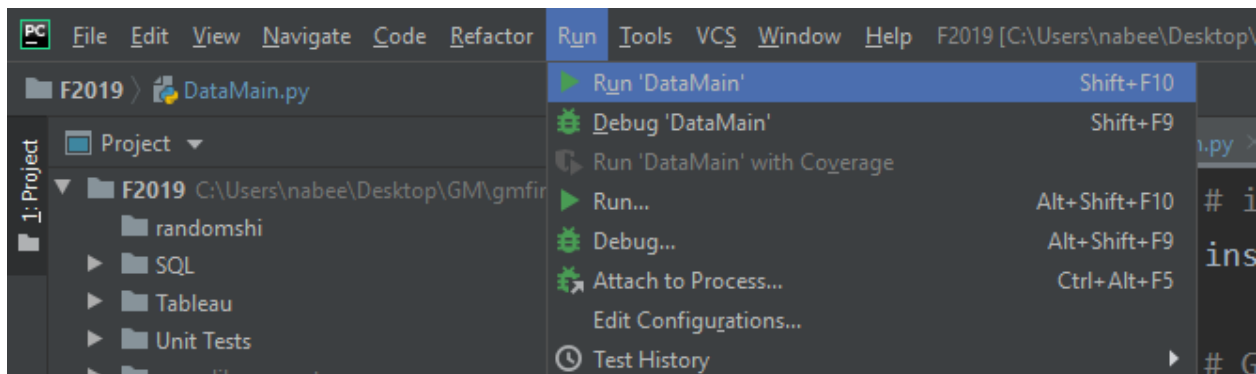 PC File Edit View Navigate Code Refactor Run Tools VCS Window Help F2019 [C:\Users\nabee\Desktop\
F2019 DataMain.py
Run 'DataMain' Shift+F10
Debug 'DataMain' Shift+F9
Run 'DataMain' with Coverage
Run... Alt+Shift+F10
Debug... Alt+Shift+F9
Attach to Process... Ctrl+Alt+F5
Edit Configurations...
Test History
1: Project
Project
F2019 C:\Users\nabee\Desktop\GM\gmfin
randomshi
SQL
Tableau
Unit Tests
.py
# i
ins
# G